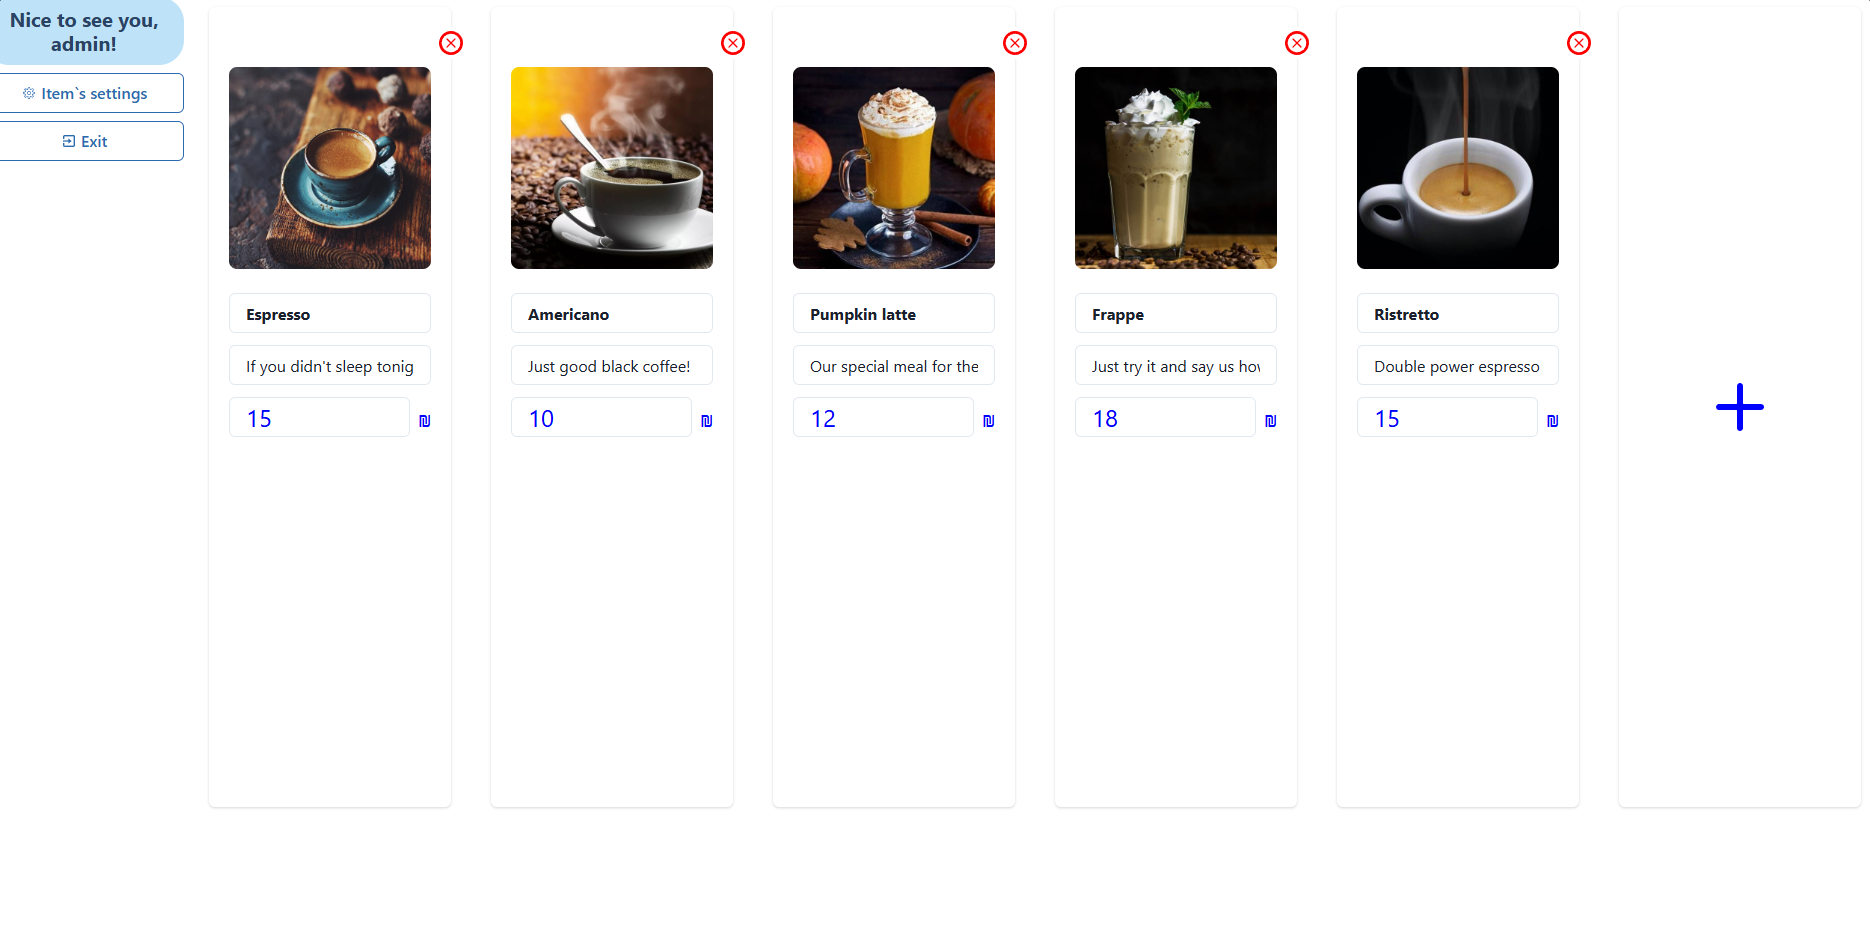 Nice to see you,
admin!
Item`s settings
Exit
Espresso
If you didn't sleep tonig
15 ₪
Americano
Just good black coffee!
10 ₪
Pumpkin latte
Our special meal for the
12 ₪
Frappe
Just try it and say us how
18 ₪
Ristretto
Double power espresso
15 ₪